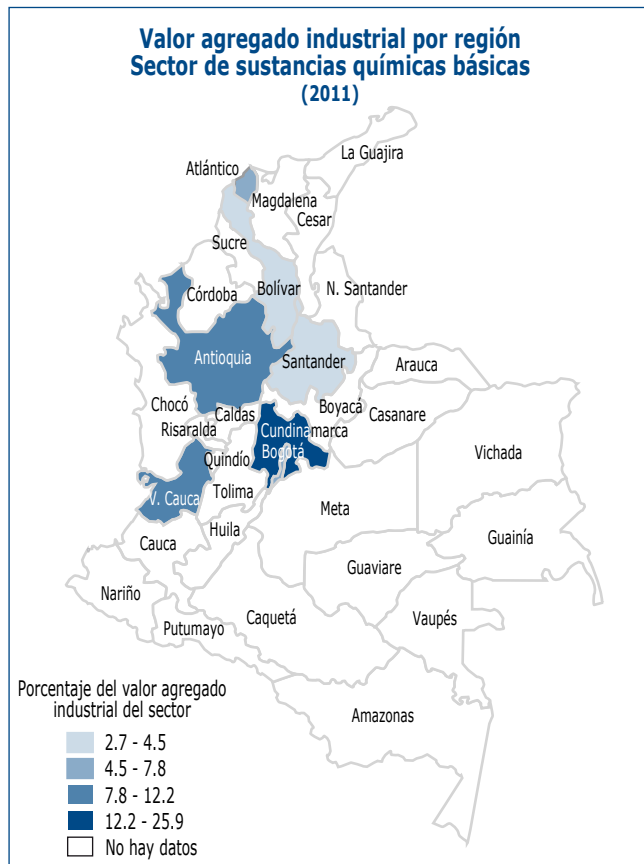 Valor agregado industrial por región
Sector de sustancias químicas básicas
(2011)
La Guajira
Atlántico
Magdalena
Cesar
Sucre
Córdoba
Bolívar
N. Santander
Antioquia
Santander
Arauca
Chocó
Caldas
Boyacá
Casanare
Risaralda
Cundinamarca
Bogotá
Quindío
Vichada
V. Cauca
Tolima
Meta
Huila
Cauca
Guainía
Guaviare
Nariño
Caquetá
Vaupés
Putumayo
Amazonas
Porcentaje del valor agregado
industrial del sector
2.7 - 4.5
4.5 - 7.8
7.8 - 12.2
12.2 - 25.9
No hay datos